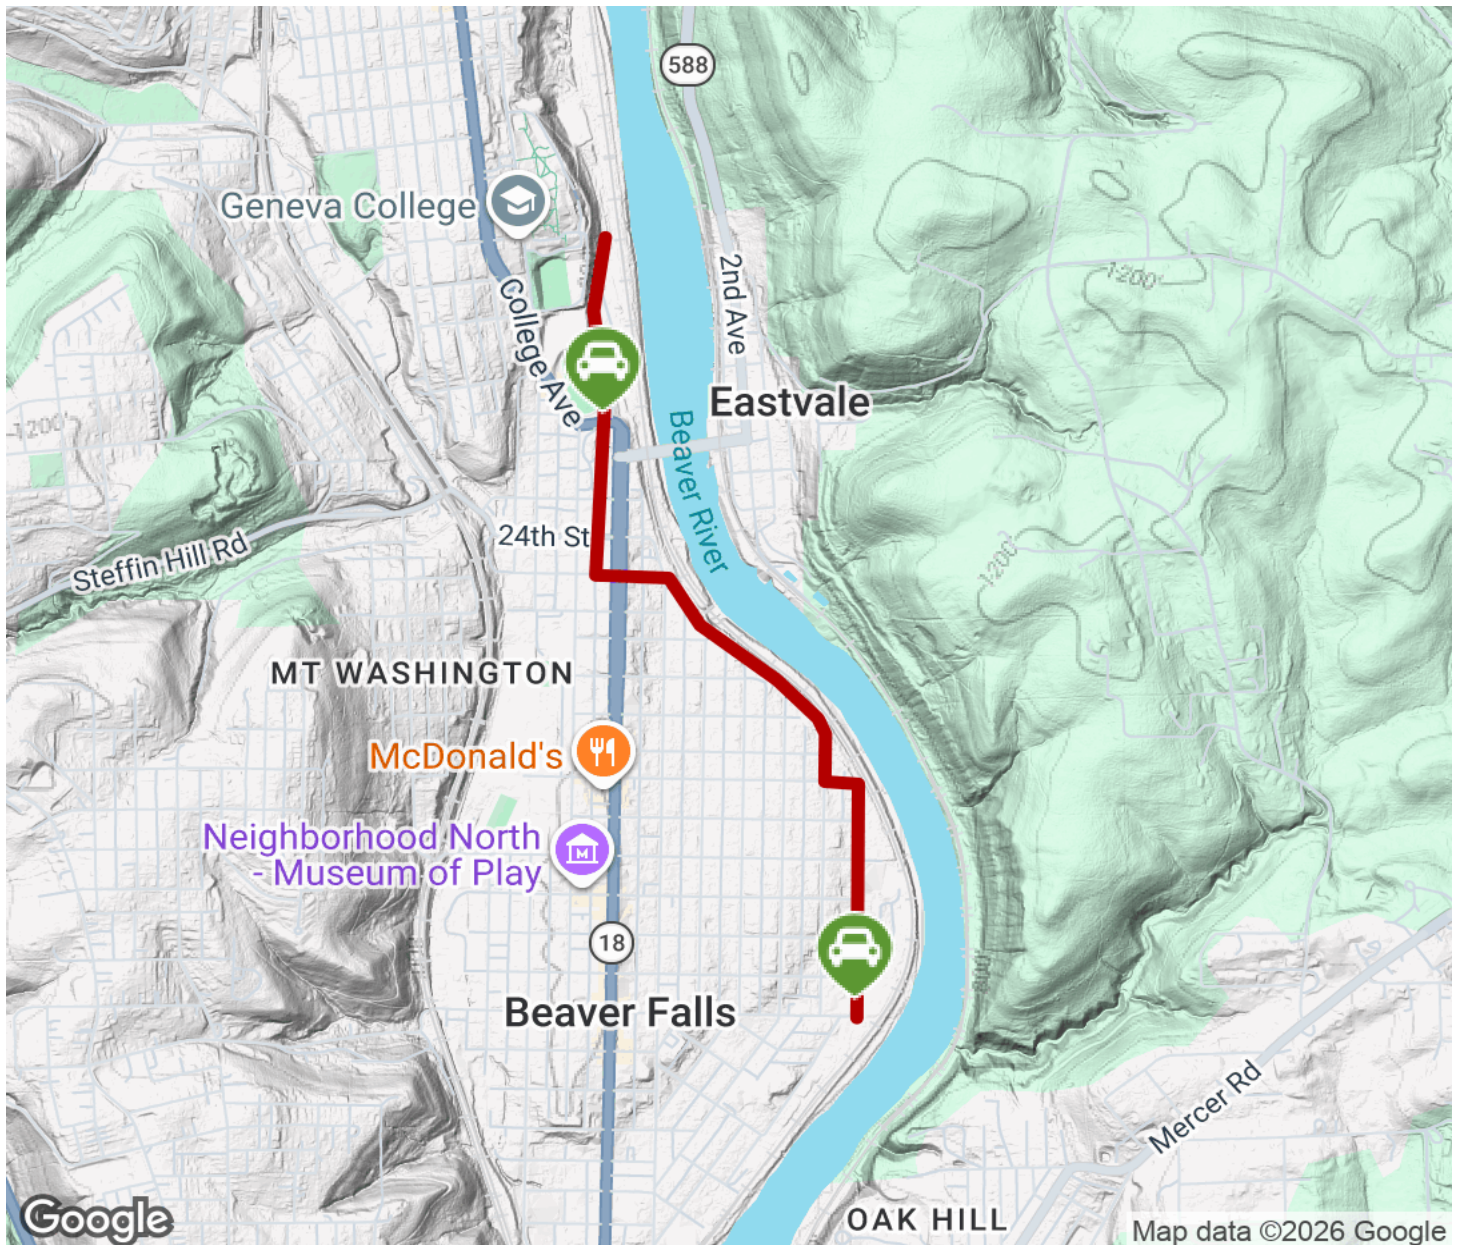 588
Geneva College
2nd Ave
1200'
College Ave
Eastvale
1200'
Beaver River
24th St
Steffin Hill Rd
1200'
MT WASHINGTON
McDonald's
Neighborhood North
- Museum of Play
M
18
Beaver Falls
Mercer Rd
OAK HILL
Google
Map data ©2026 Google